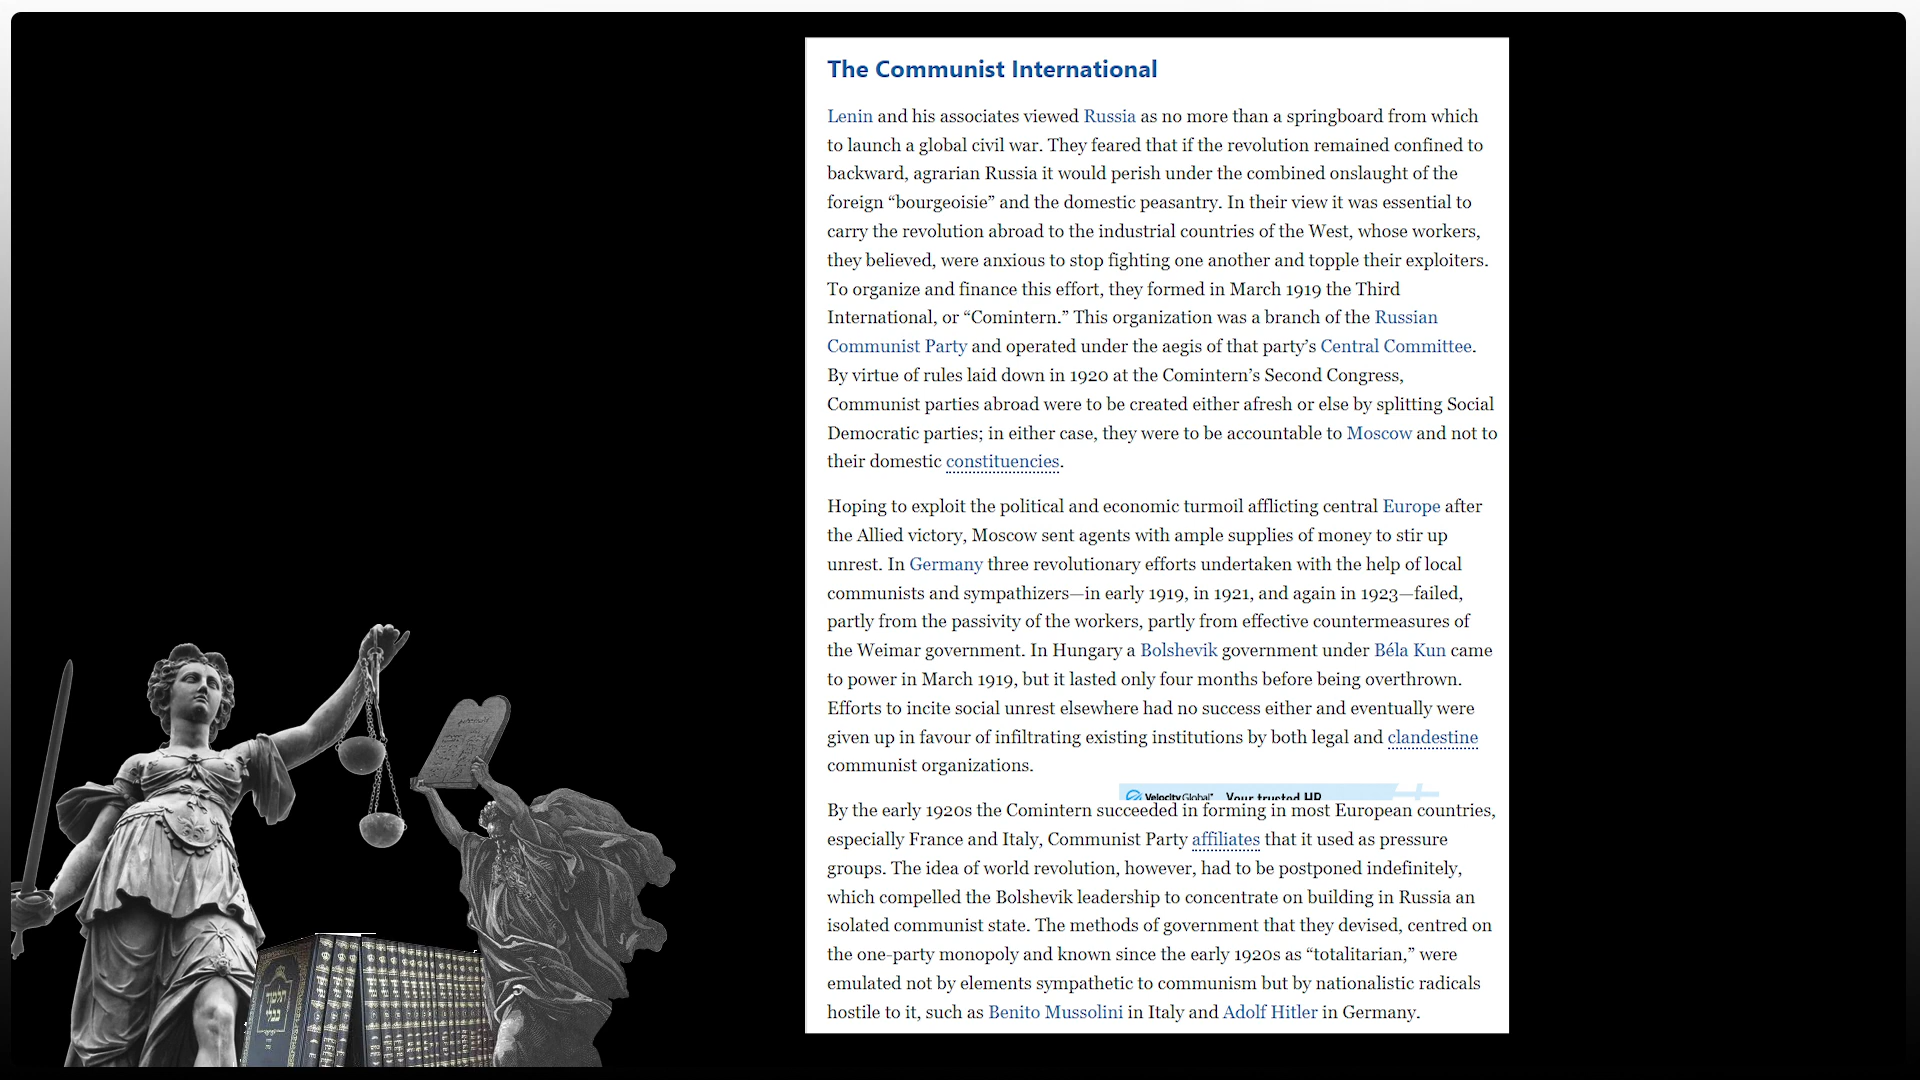 The Communist International
Lenin and his associates viewed Russia as no more than a springboard from which
to launch a global civil war. They feared that if the revolution remained confined to
backward, agrarian Russia it would perish under the combined onslaught of the
foreign “bourgeoisie” and the domestic peasantry. In their view it was essential to
carry the revolution abroad to the industrial countries of the West, whose workers,
they believed, were anxious to stop fighting one another and topple their exploiters.
To organize and finance this effort, they formed in March 1919 the Third
International, or “Comintern.” This organization was a branch of the Russian
Communist Party and operated under the aegis of that party’s Central Committee.
By virtue of rules laid down in 1920 at the Comintern’s Second Congress,
Communist parties abroad were to be created either afresh or else by splitting Social
Democratic parties; in either case, they were to be accountable to Moscow and not to
their domestic constituencies.
Hoping to exploit the political and economic turmoil afflicting central Europe after
the Allied victory, Moscow sent agents with ample supplies of money to stir up
unrest. In Germany three revolutionary efforts undertaken with the help of local
communists and sympathizers—in early 1919, in 1921, and again in 1923—failed,
partly from the passivity of the workers, partly from effective countermeasures of
the Weimar government. In Hungary a Bolshevik government under Béla Kun came
to power in March 1919, but it lasted only four months before being overthrown.
Efforts to incite social unrest elsewhere had no success either and eventually were
given up in favour of infiltrating existing institutions by both legal and clandestine
communist organizations.
Velocity Global Your trusted HR
By the early 1920s the Comintern succeeded in forming in most European countries,
especially France and Italy, Communist Party affiliates that it used as pressure
groups. The idea of world revolution, however, had to be postponed indefinitely,
which compelled the Bolshevik leadership to concentrate on building in Russia an
isolated communist state. The methods of government that they devised, centred on
the one-party monopoly and known since the early 1920s as “totalitarian,” were
emulated not by elements sympathetic to communism but by nationalistic radicals
hostile to it, such as Benito Mussolini in Italy and Adolf Hitler in Germany.
תלמוד
בבלי